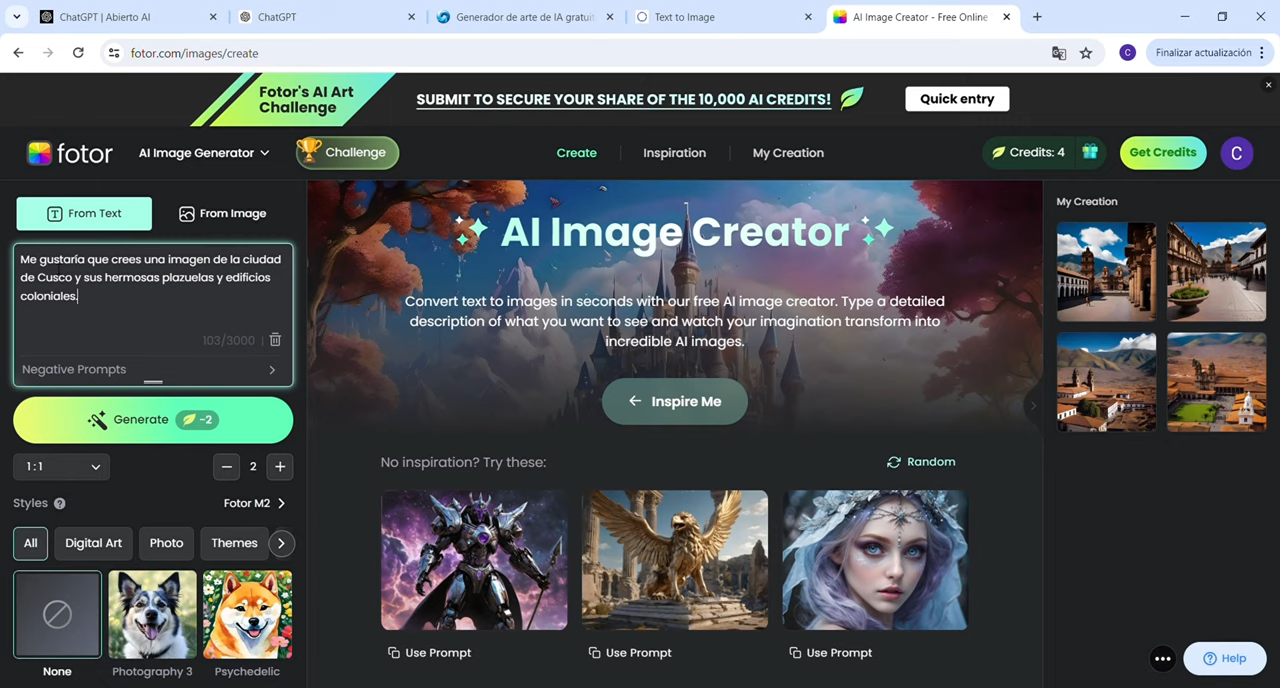 ChatGPT | Abierto AI
ChatGPT
Generador de arte de IA gratuit
Text to Image
AI Image Creator - Free Online
fotor.com/images/create
C
Finalizar actualización
Fotor's AI Art
Challenge
SUBMIT TO SECURE YOUR SHARE OF THE 10,000 AI CREDITS!
Quick entry
fotor
AI Image Generator
Challenge
Create
Inspiration
My Creation
Credits: 4
Get Credits
C
From Text
From Image
Me gustaría que crees una imagen de la ciudad
de Cusco y sus hermosas plazuelas y edificios
coloniales.
103/3000
Negative Prompts
Generate
-2
1:1
2
Styles
Fotor M2
All
Digital Art
Photo
Themes
None
Photography 3
Psychedelic
AI Image Creator
Convert text to images in seconds with our free AI image creator. Type a detailed
description of what you want to see and watch your imagination transform into
incredible AI images.
Inspire Me
No inspiration? Try these:
Random
Use Prompt
Use Prompt
Use Prompt
My Creation
Help